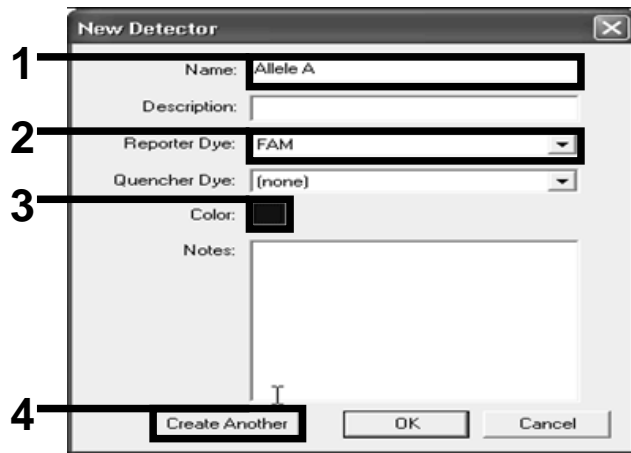 New Detector
1 Name: Allele A
Description:
2 Reporter Dye: FAM
Quencher Dye: (none)
3 Color:
Notes:
4 Create Another OK Cancel